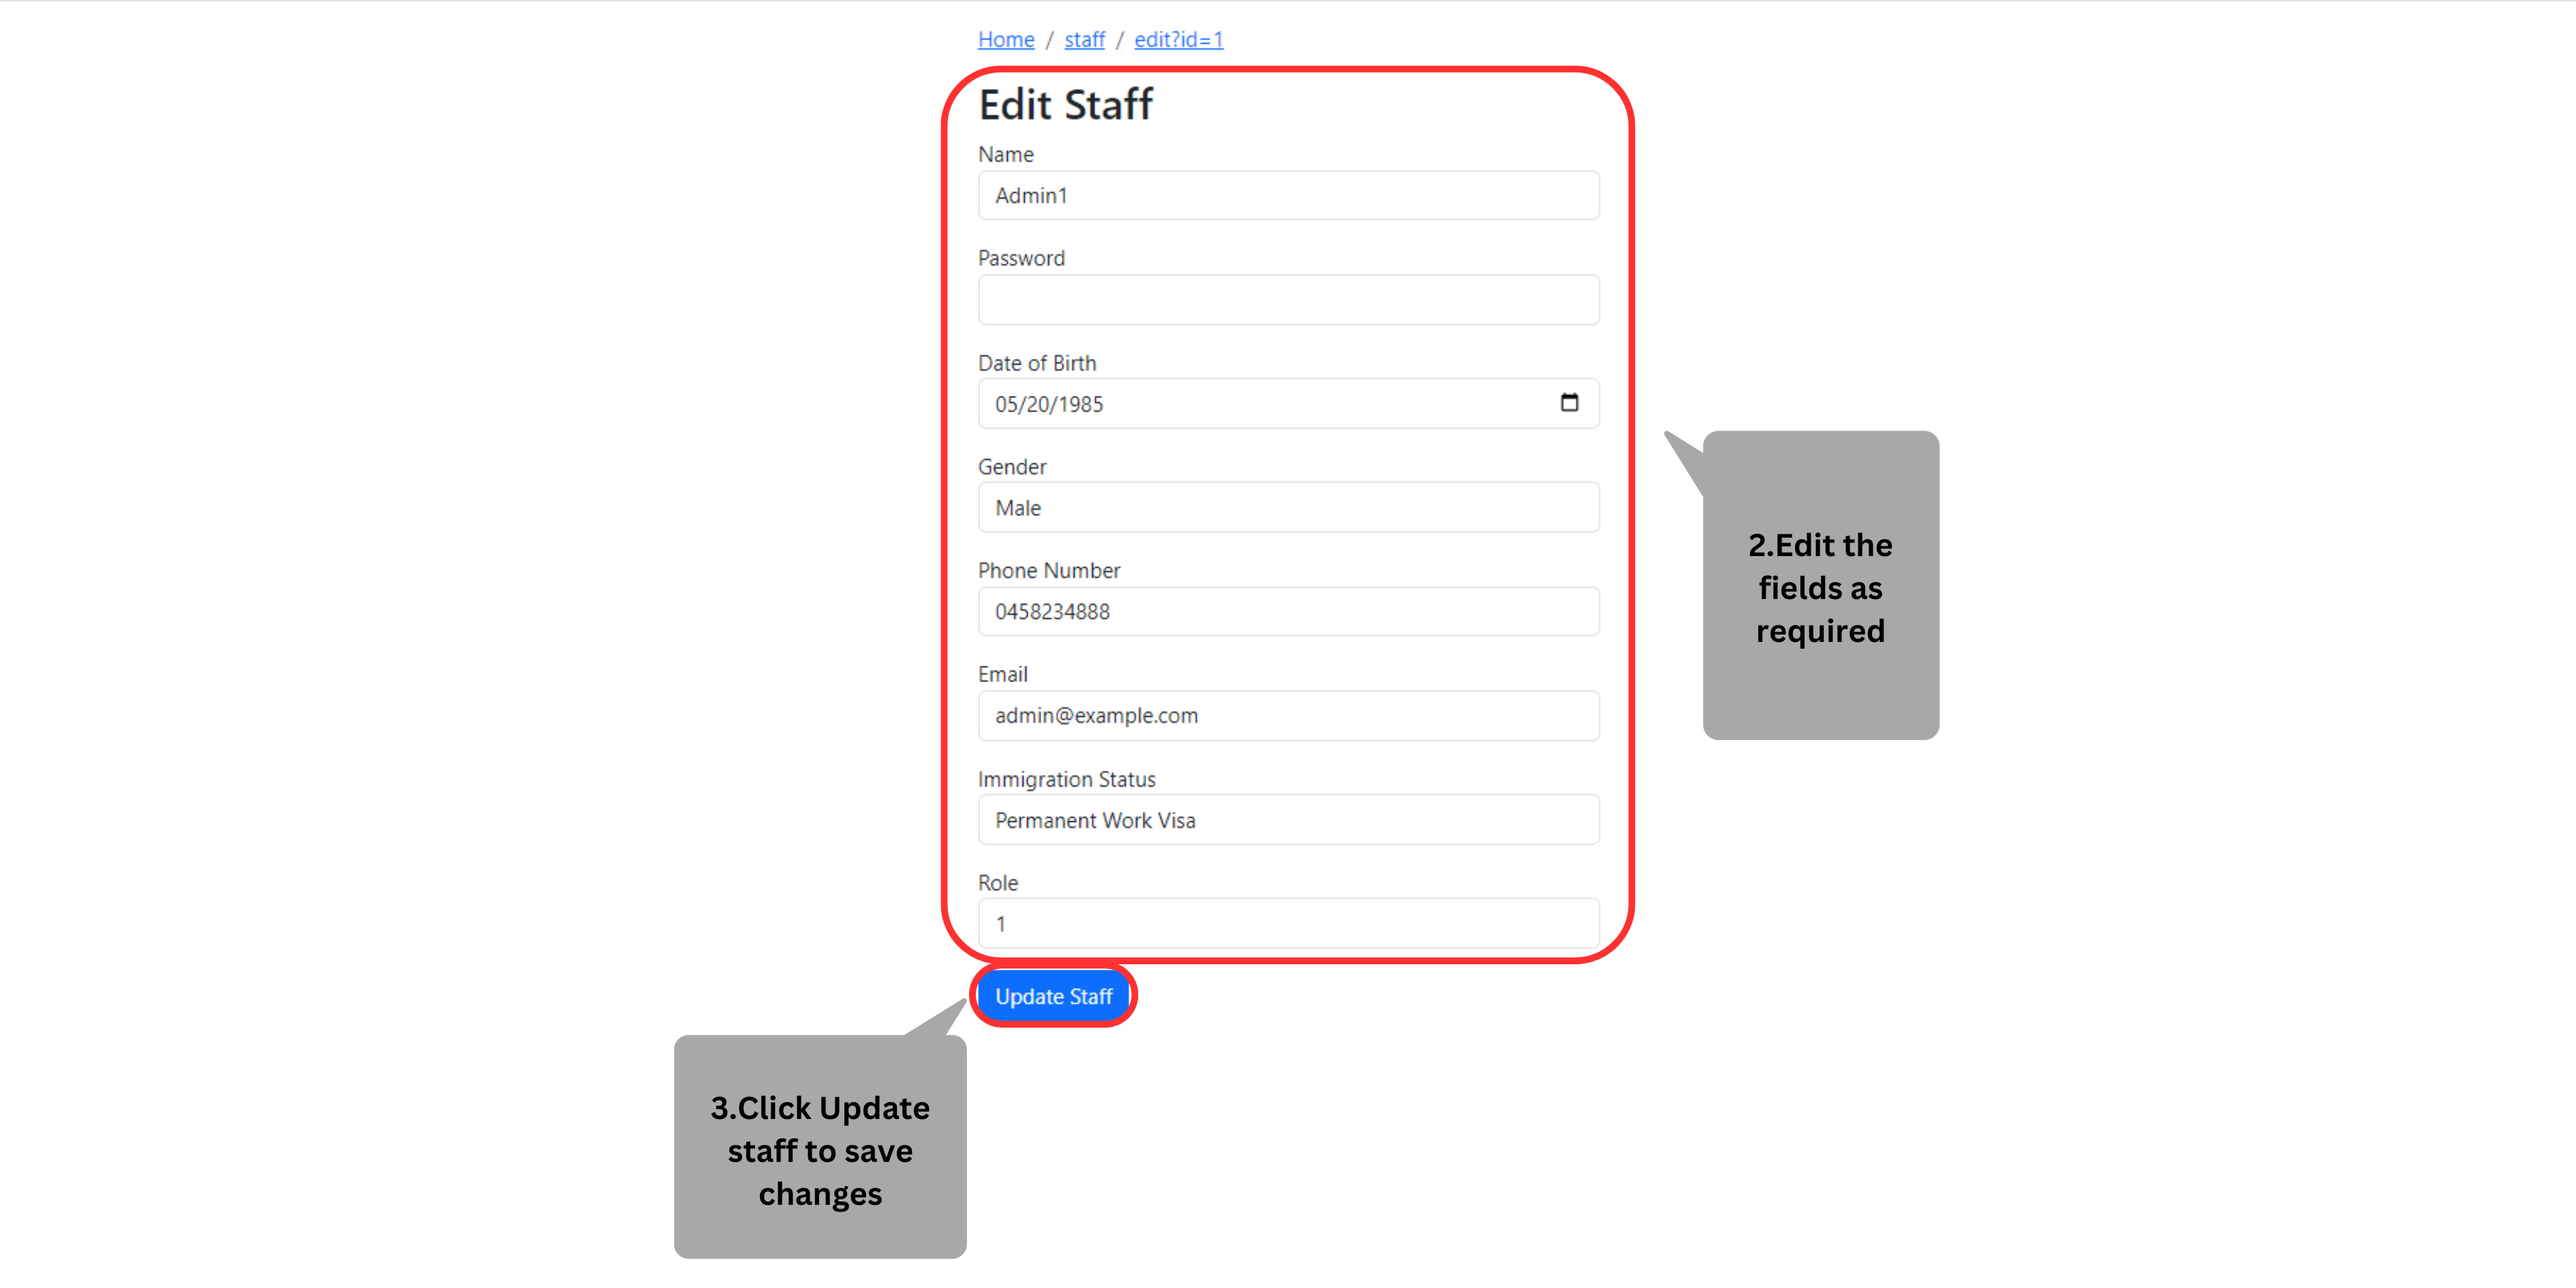 Home / staff / edit?id=1
Edit Staff
Name
Admin1
Password
Date of Birth
05/20/1985
Gender
Male
Phone Number
0458234888
Email
admin@example.com
Immigration Status
Permanent Work Visa
Role
1
Update Staff
2.Edit the
fields as
required
3.Click Update
staff to save
changes